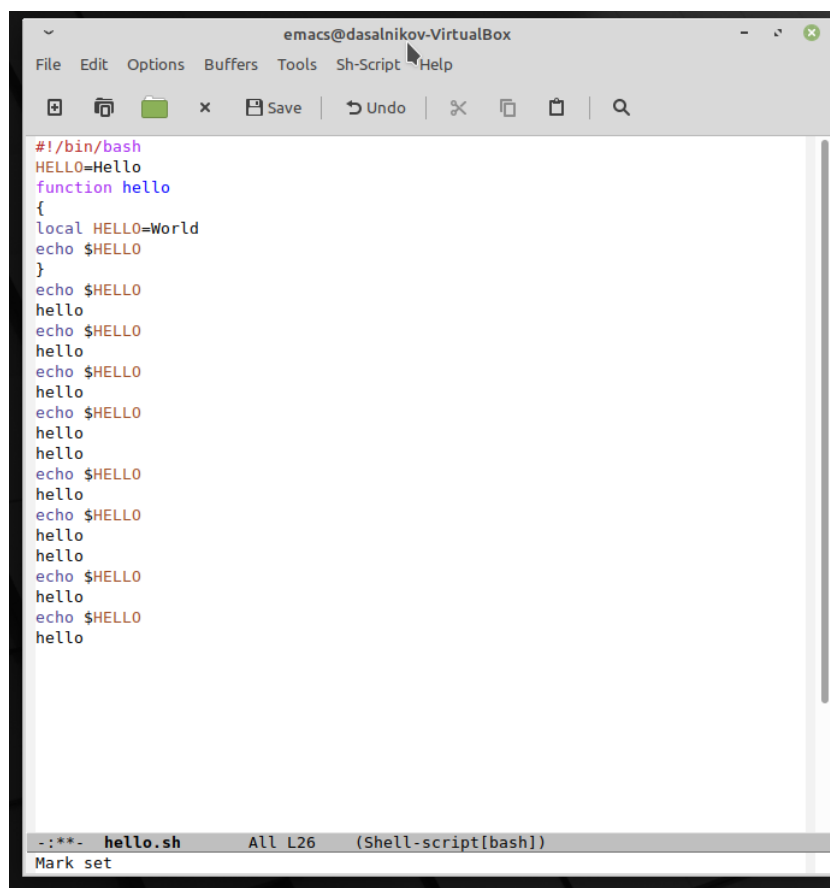 emacs@dasalnikov-VirtualBox
File Edit Options Buffers Tools Sh-Script Help
Save Undo
#!/bin/bash
HELLO=Hello
function hello
{
local HELLO=World
echo $HELLO
}
echo $HELLO
hello
echo $HELLO
hello
echo $HELLO
hello
echo $HELLO
hello
hello
echo $HELLO
hello
echo $HELLO
hello
hello
echo $HELLO
hello
echo $HELLO
hello
-:**- hello.sh All L26 (Shell-script[bash])
Mark set